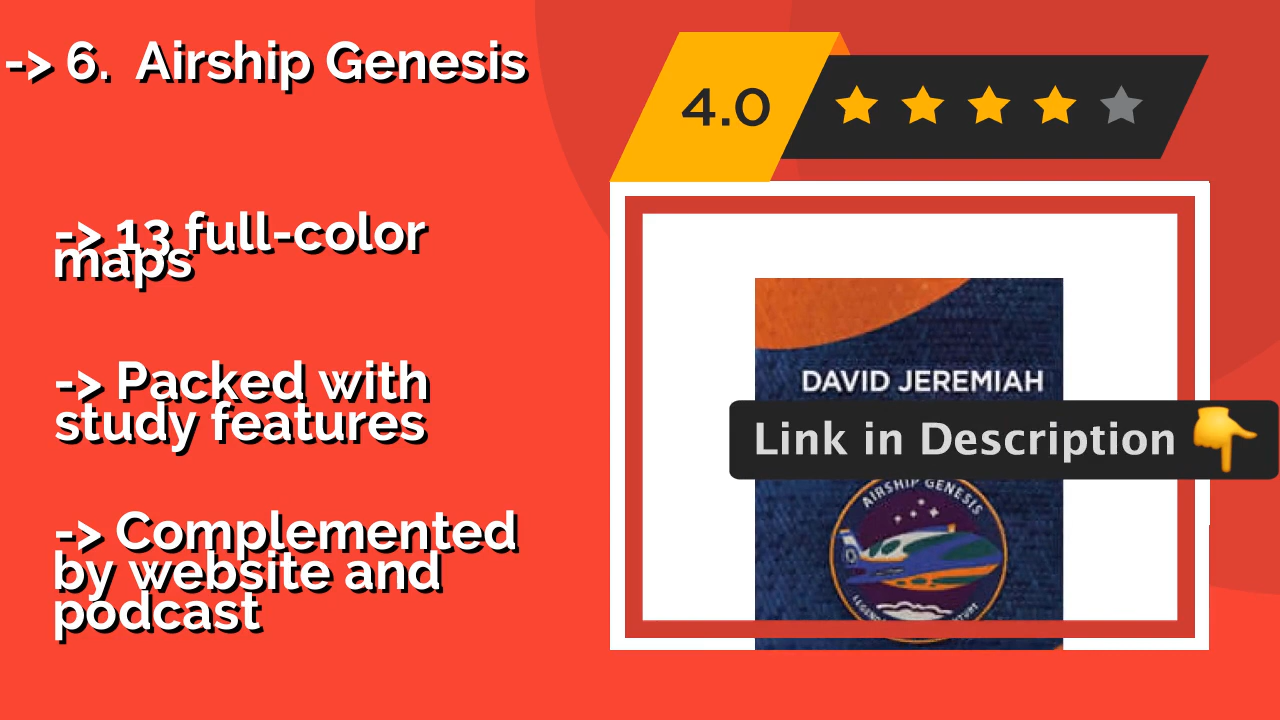 -> 6.  Airship Genesis
4.0
-> 13 full-color
maps
-> Packed with
study features
-> Complemented
by website and
podcast
DAVID JEREMIAH
Link in Description 👇
AIRSHIP GENESIS